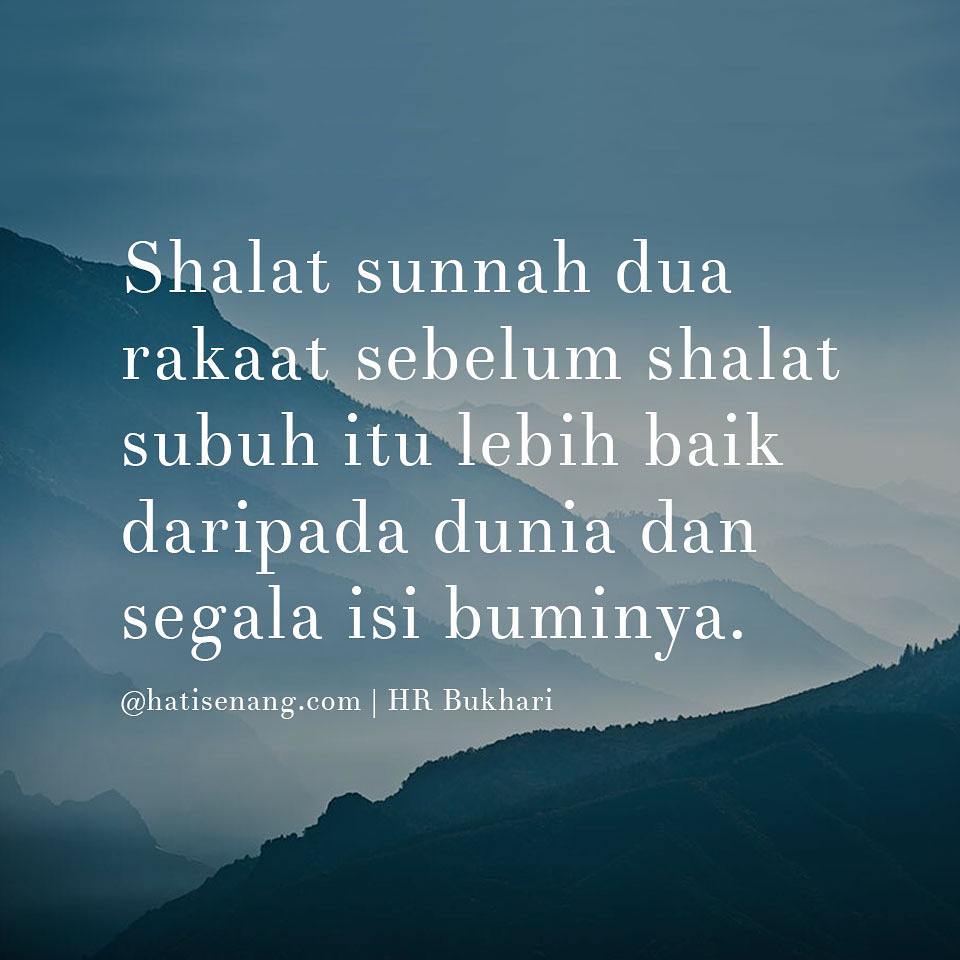 Shalat sunnah dua
rakaat sebelum shalat
subuh itu lebih baik
daripada dunia dan
segala isi buminya.
@hatisenang.com | HR Bukhari